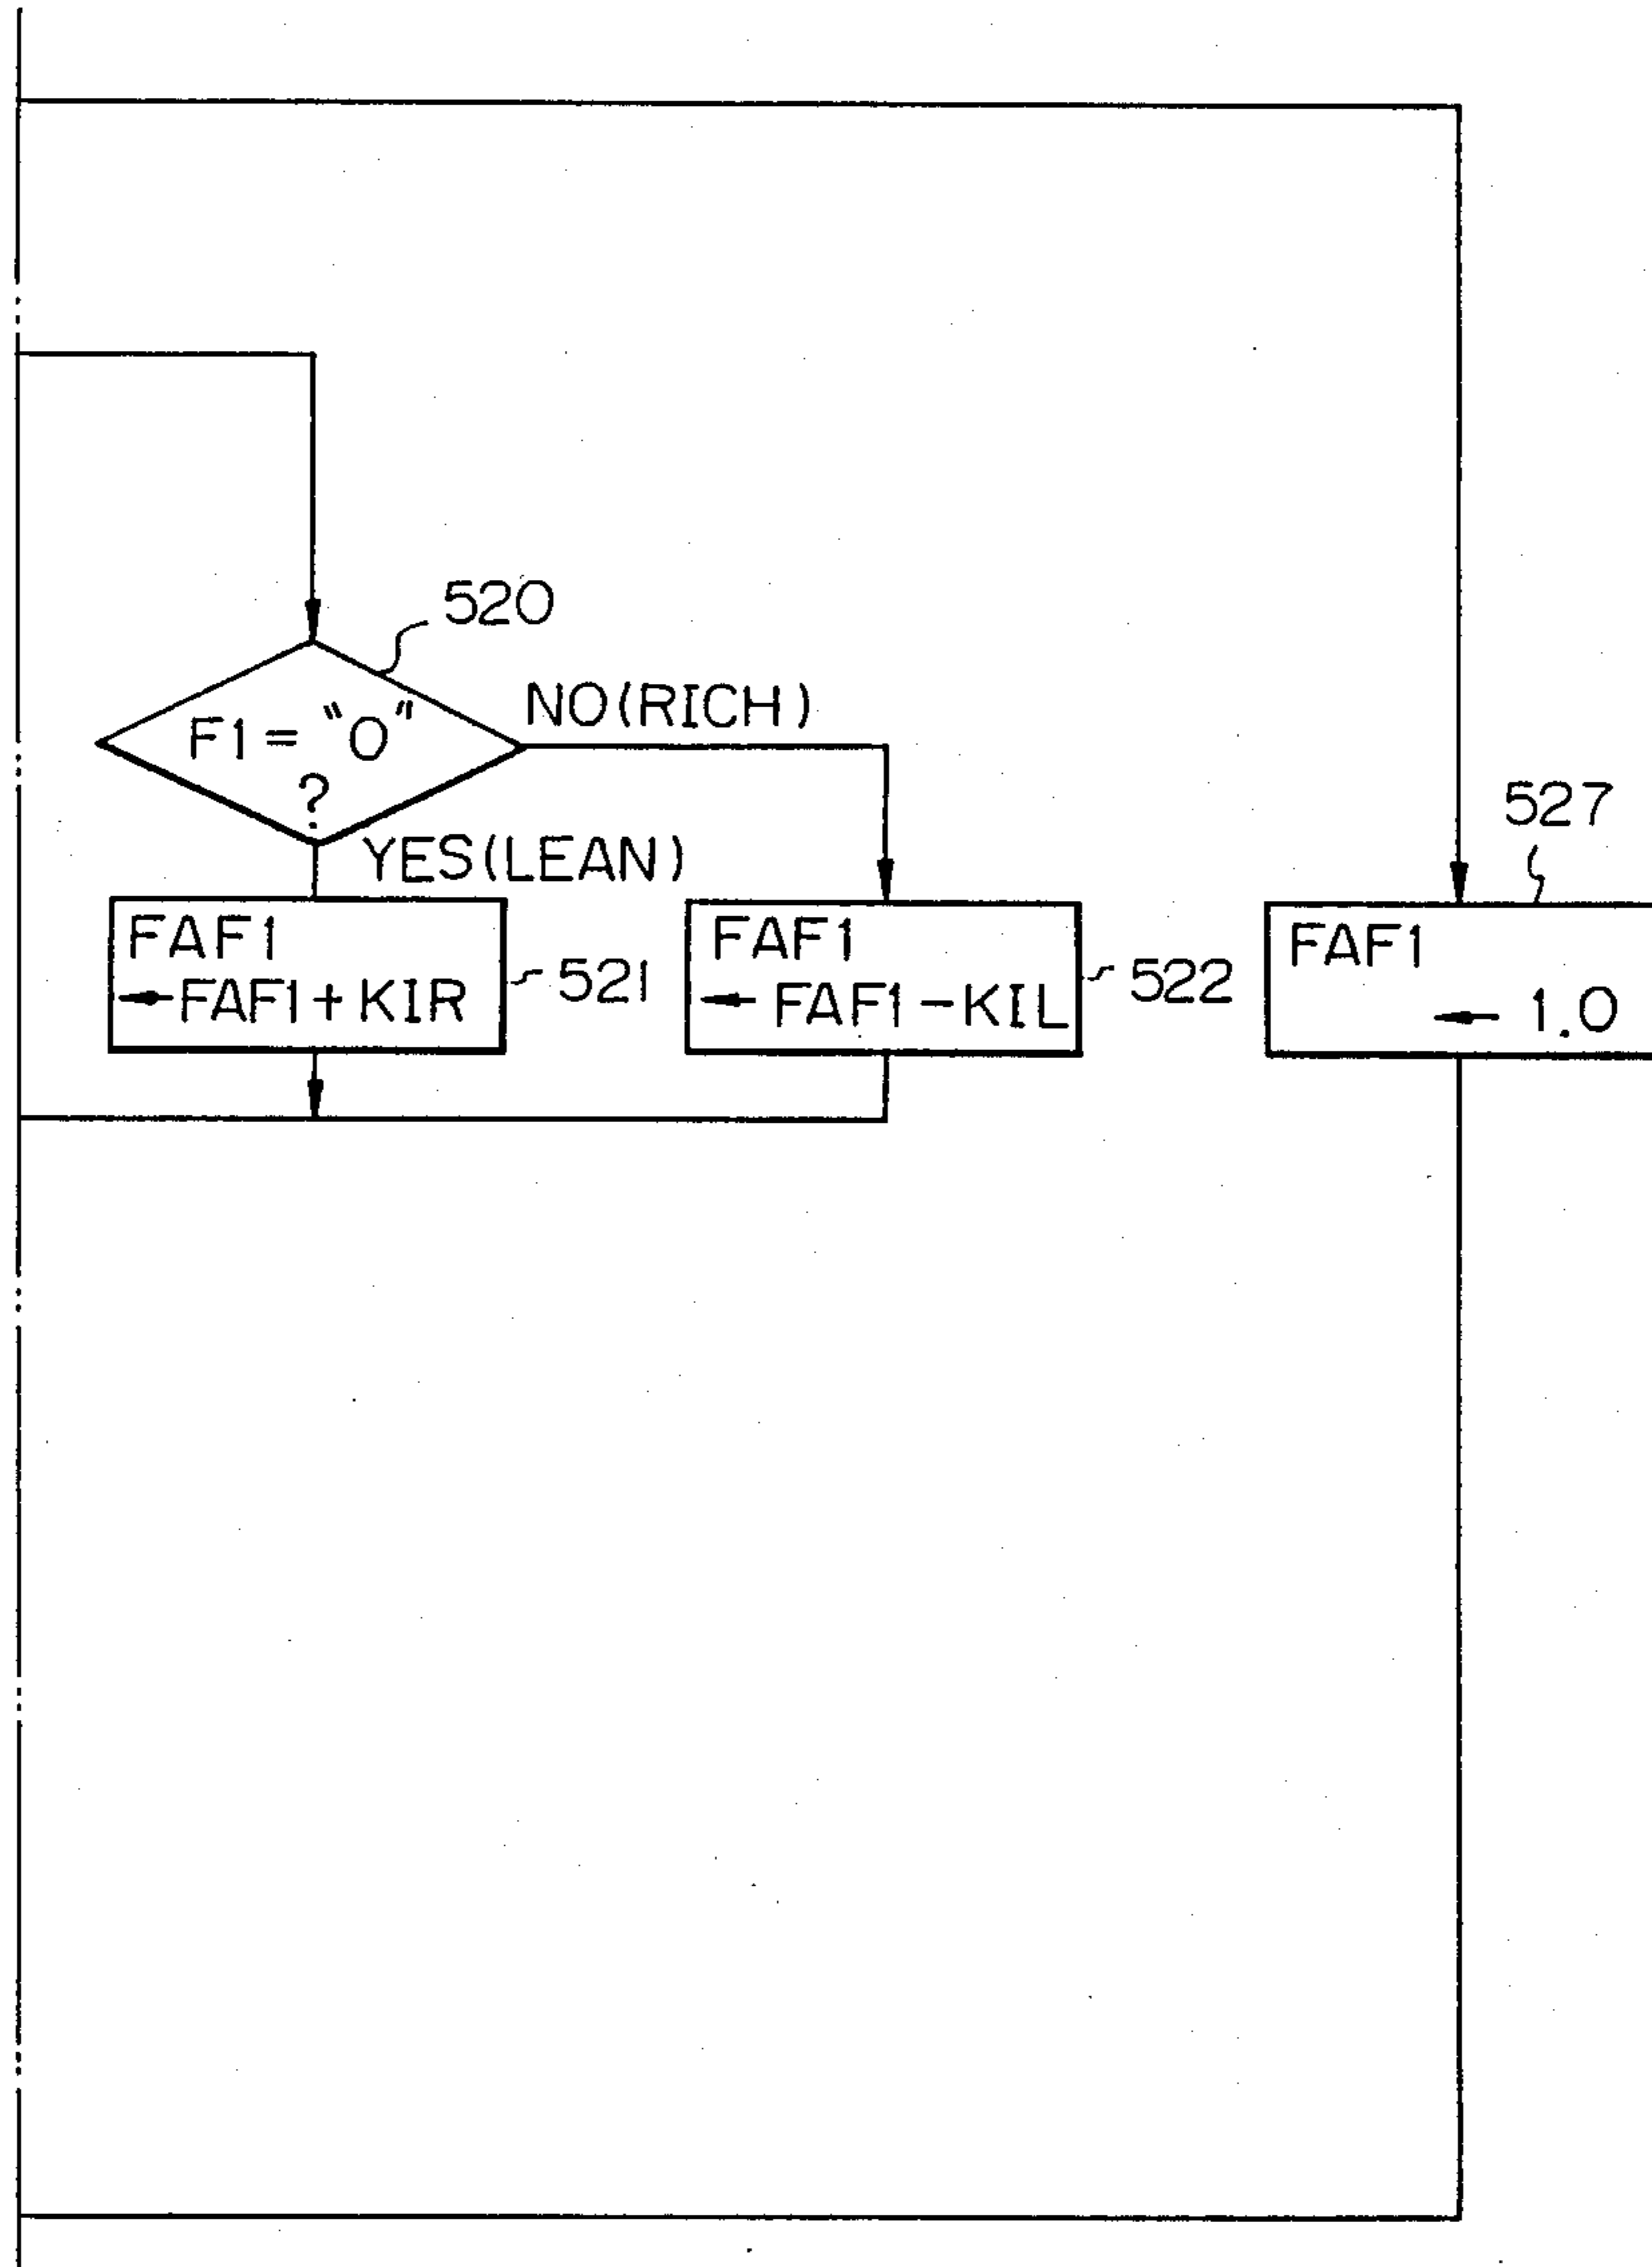 520
F1= "0"
?
NO(RICH)
YES(LEAN)
527
FAF1
←FAF1+KIR
521
FAF1
← FAF1-KIL
522
FAF1
← 1.0